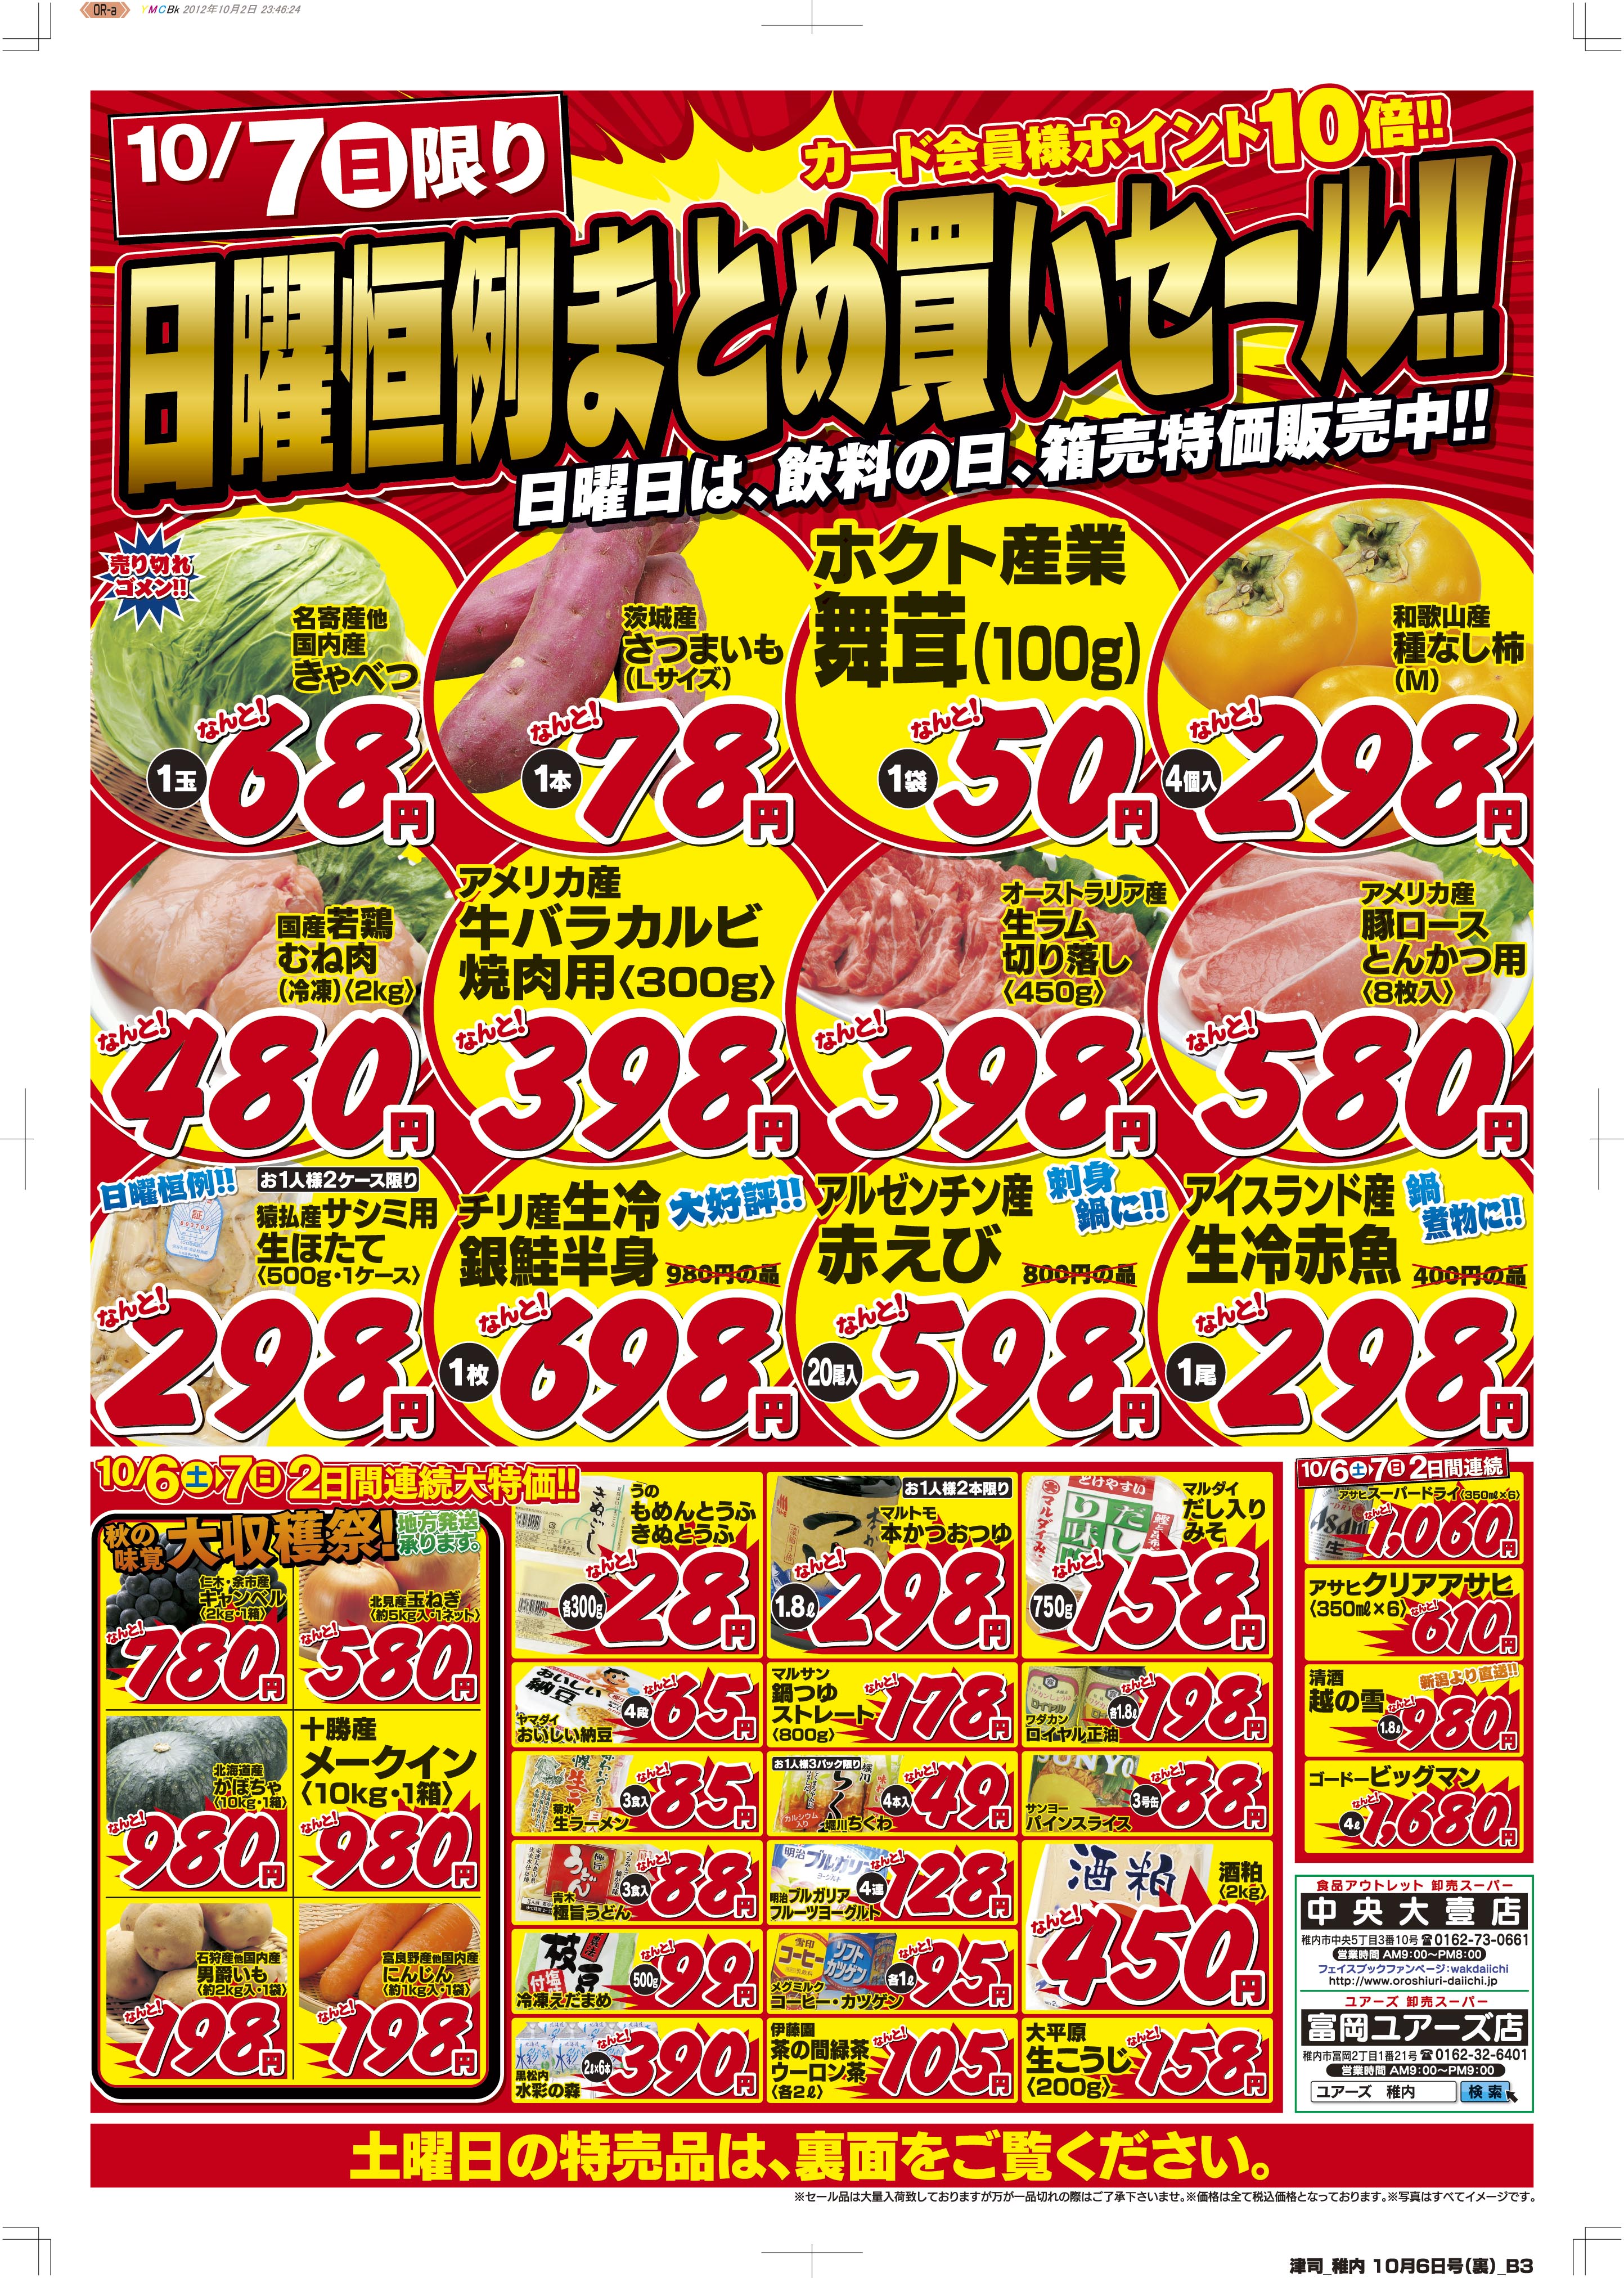 OR-a YMCBk 2012年10月2日 23:46:24
10/7日限り
カード会員様ポイント10倍!!
日曜恒例まとめ買いセール!!
日曜日は、飲料の日、箱売特価販売中!!
売り切れ
ゴメン!!
名寄産他
国内産
きゃべつ
なんと!
1玉
68円
茨城産
さつまいも
(Lサイズ)
なんと!
1本
78円
ホクト産業
舞茸(100g)
なんと!
1袋
50円
和歌山産
種なし柿
(M)
なんと!
4個入
298円
国産若鶏
むね肉
(冷凍)〈2kg〉
なんと!
480円
アメリカ産
牛バラカルビ
焼肉用〈300g〉
なんと!
398円
オーストラリア産
生ラム
切り落し
〈450g〉
なんと!
398円
アメリカ産
豚ロース
とんかつ用
〈8枚入〉
なんと!
580円
日曜恒例!!
お1人様2ケース限り
猿払産サシミ用
生ほたて
〈500g・1ケース〉
なんと!
298円
チリ産生冷
銀鮭半身
大好評!!
980円の品
なんと!
1枚
698円
アルゼンチン産
赤えび
刺身
鍋に!!
800円の品
なんと!
20尾入
598円
アイスランド産
生冷赤魚
鍋
煮物に!!
400円の品
なんと!
1尾
298円
10/6土▶7日 2日間連続大特価!!
秋の味覚 大収穫祭!
地方発送
承ります。
仁木・余市産
キャンベル
〈2kg・1箱〉
なんと!
780円
北見産玉ねぎ
〈約5kg入・1ネット〉
なんと!
580円
北海道産
かぼちゃ
〈10kg・1箱〉
なんと!
980円
十勝産
メークイン
〈10kg・1箱〉
なんと!
980円
石狩産他国内産
男爵いも
〈約2kg入・1袋〉
なんと!
198円
富良野産他国内産
にんじん
〈約1kg入・1袋〉
なんと!
198円
うの
もめんとうふ
きぬとうふ
なんと!
各300g
28円
お1人様2本限り
マルトモ
本かつおつゆ
なんと!
1.8ℓ
298円
マルダイ
だし入り
みそ
なんと!
750g
158円
ヤマダイ
おいしい納豆
なんと!
4段
65円
マルサン
鍋つゆ
ストレート
〈800g〉
なんと!
178円
ワダカン
ロイヤル正油
なんと!
各1.8ℓ
198円
菊水
生ラーメン
なんと!
3食入
85円
お1人様3パック限り
堀川ちくわ
なんと!
4本入
49円
サンヨー
パインスライス
なんと!
3号缶
88円
青木
極旨うどん
なんと!
3食入
88円
明治ブルガリア
フルーツヨーグルト
なんと!
4連
128円
酒粕
〈2kg〉
なんと!
450円
冷凍えだまめ
なんと!
500g
99円
メグミルク
コーヒー・カツゲン
なんと!
各1ℓ
95円
黒松内
水彩の森
なんと!
2ℓ×6本
390円
伊藤園
茶の間緑茶
ウーロン茶
〈各2ℓ〉
なんと!
105円
大平原
生こうじ
〈200g〉
なんと!
158円
10/6土▶7日 2日間連続
アサヒスーパードライ〈350mℓ×6〉
なんと!
1,060円
アサヒクリアアサヒ
〈350mℓ×6〉
なんと!
610円
清酒
越の雪
新潟より直送!!
なんと!
1.8ℓ
980円
ゴードービッグマン
なんと!
4ℓ
1,680円
食品アウトレット 卸売スーパー
中央大壹店
稚内市中央5丁目3番10号 ☎0162-73-0661
営業時間 AM9:00〜PM8:00
フェイスブックファンページ:wakdaiichi
http://www.oroshiuri-daiichi.jp
ユアーズ 卸売スーパー
富岡ユアーズ店
稚内市富岡2丁目1番21号 ☎0162-32-6401
営業時間 AM9:00〜PM9:00
ユアーズ 稚内
検索
土曜日の特売品は、裏面をご覧ください。
※セール品は大量入荷致しておりますが万が一品切れの際はご了承下さいませ。※価格は全て税込価格となっております。※写真はすべてイメージです。
津司_稚内 10月6日号(裏)_B3